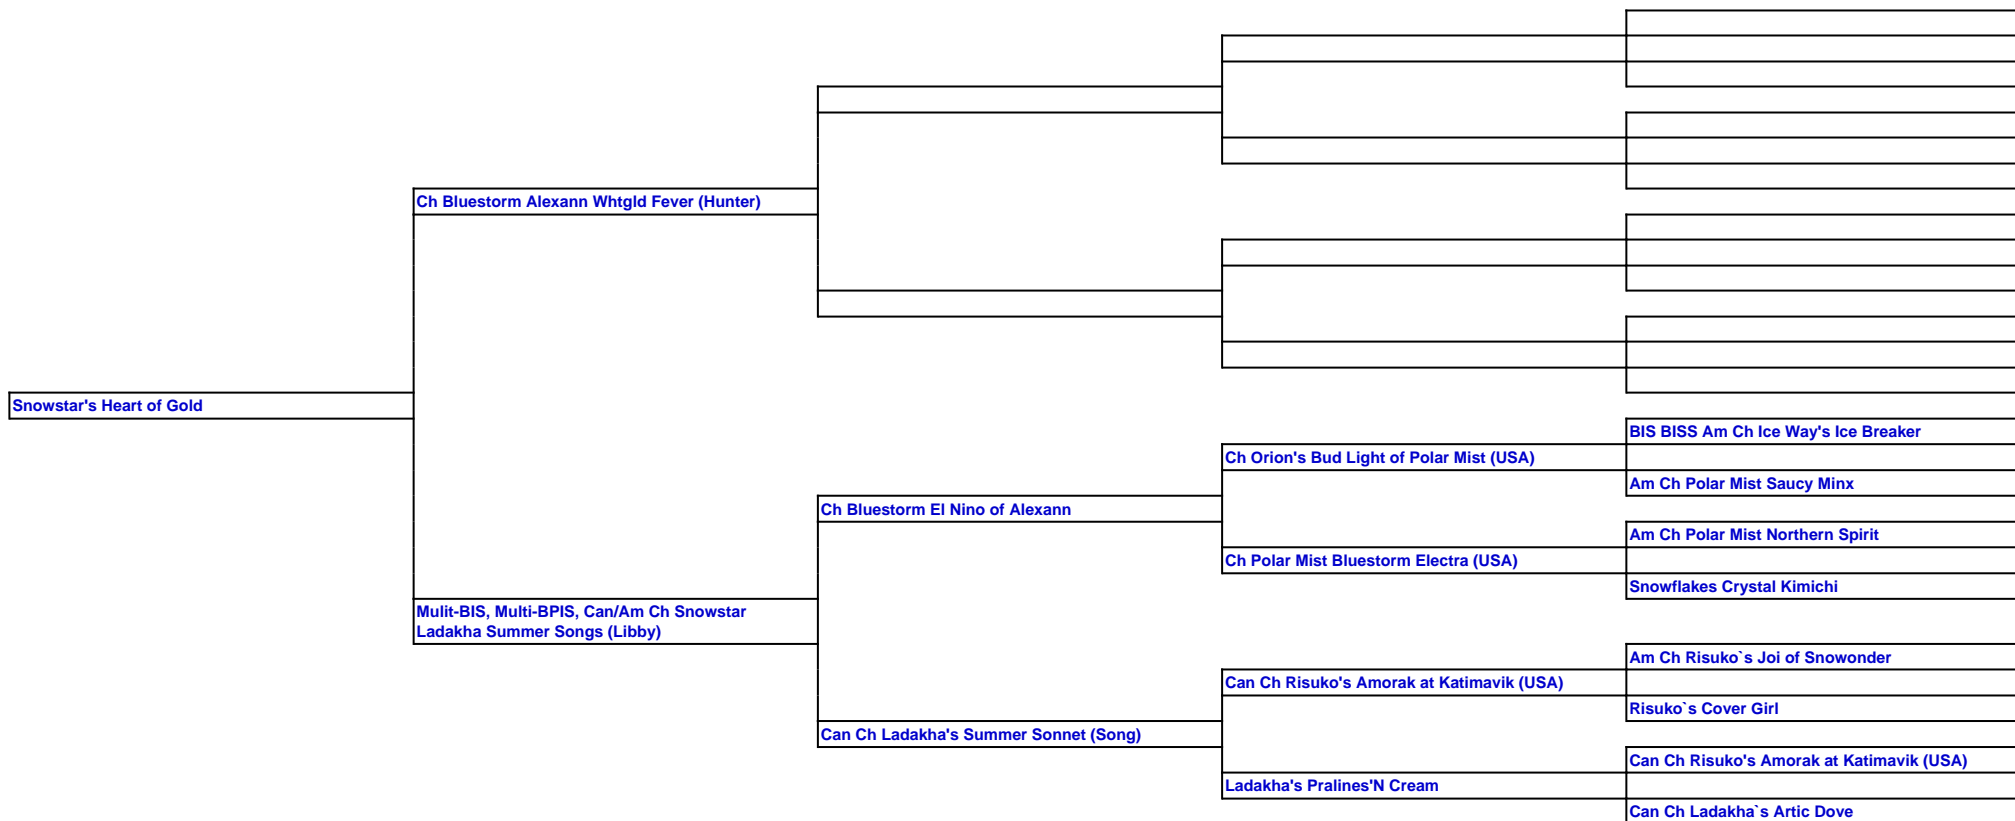 Ch Bluestorm Alexann Whtgld Fever (Hunter)
Snowstar's Heart of Gold
BIS BISS Am Ch Ice Way's Ice Breaker
Ch Orion's Bud Light of Polar Mist (USA)
Am Ch Polar Mist Saucy Minx
Ch Bluestorm El Nino of Alexann
Am Ch Polar Mist Northern Spirit
Ch Polar Mist Bluestorm Electra (USA)
Snowflakes Crystal Kimichi
Mulit-BIS, Multi-BPIS, Can/Am Ch Snowstar
Ladakha Summer Songs (Libby)
Am Ch Risuko`s Joi of Snowonder
Can Ch Risuko's Amorak at Katimavik (USA)
Risuko`s Cover Girl
Can Ch Ladakha's Summer Sonnet (Song)
Can Ch Risuko's Amorak at Katimavik (USA)
Ladakha's Pralines'N Cream
Can Ch Ladakha`s Artic Dove